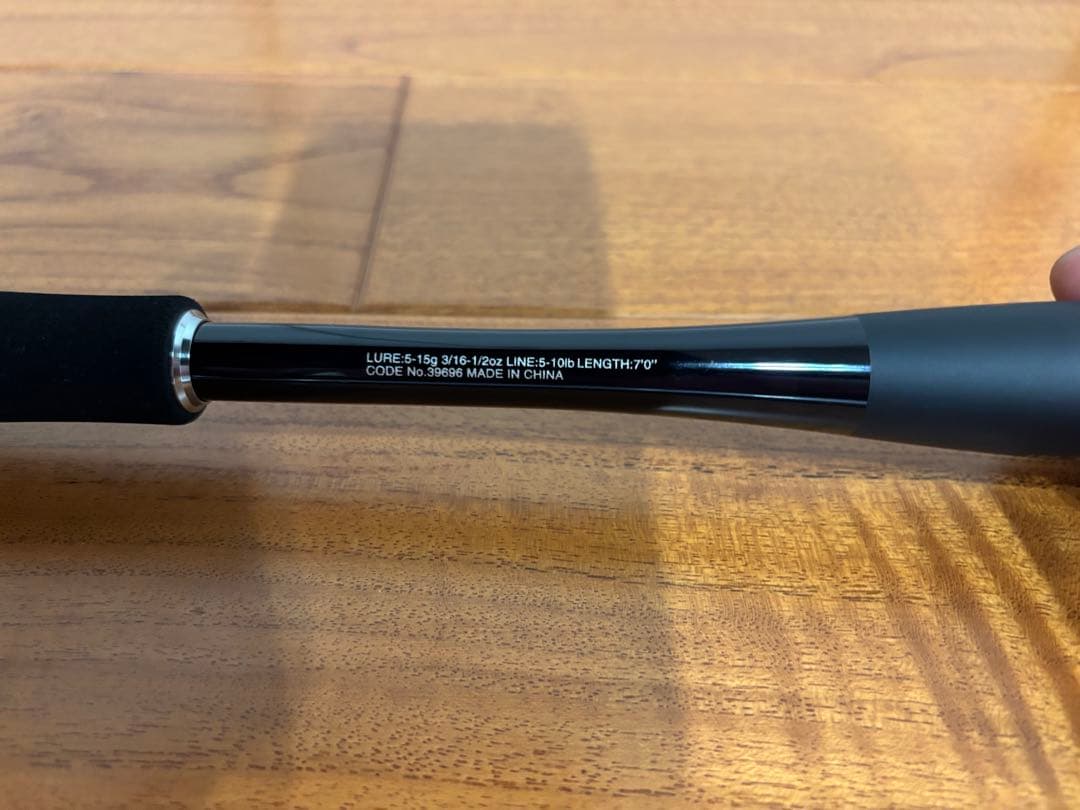 LURE:5-15g 3/16-1/2oz LINE:5-10lb LENGTH:7'0"
CODE No.39696 MADE IN CHINA